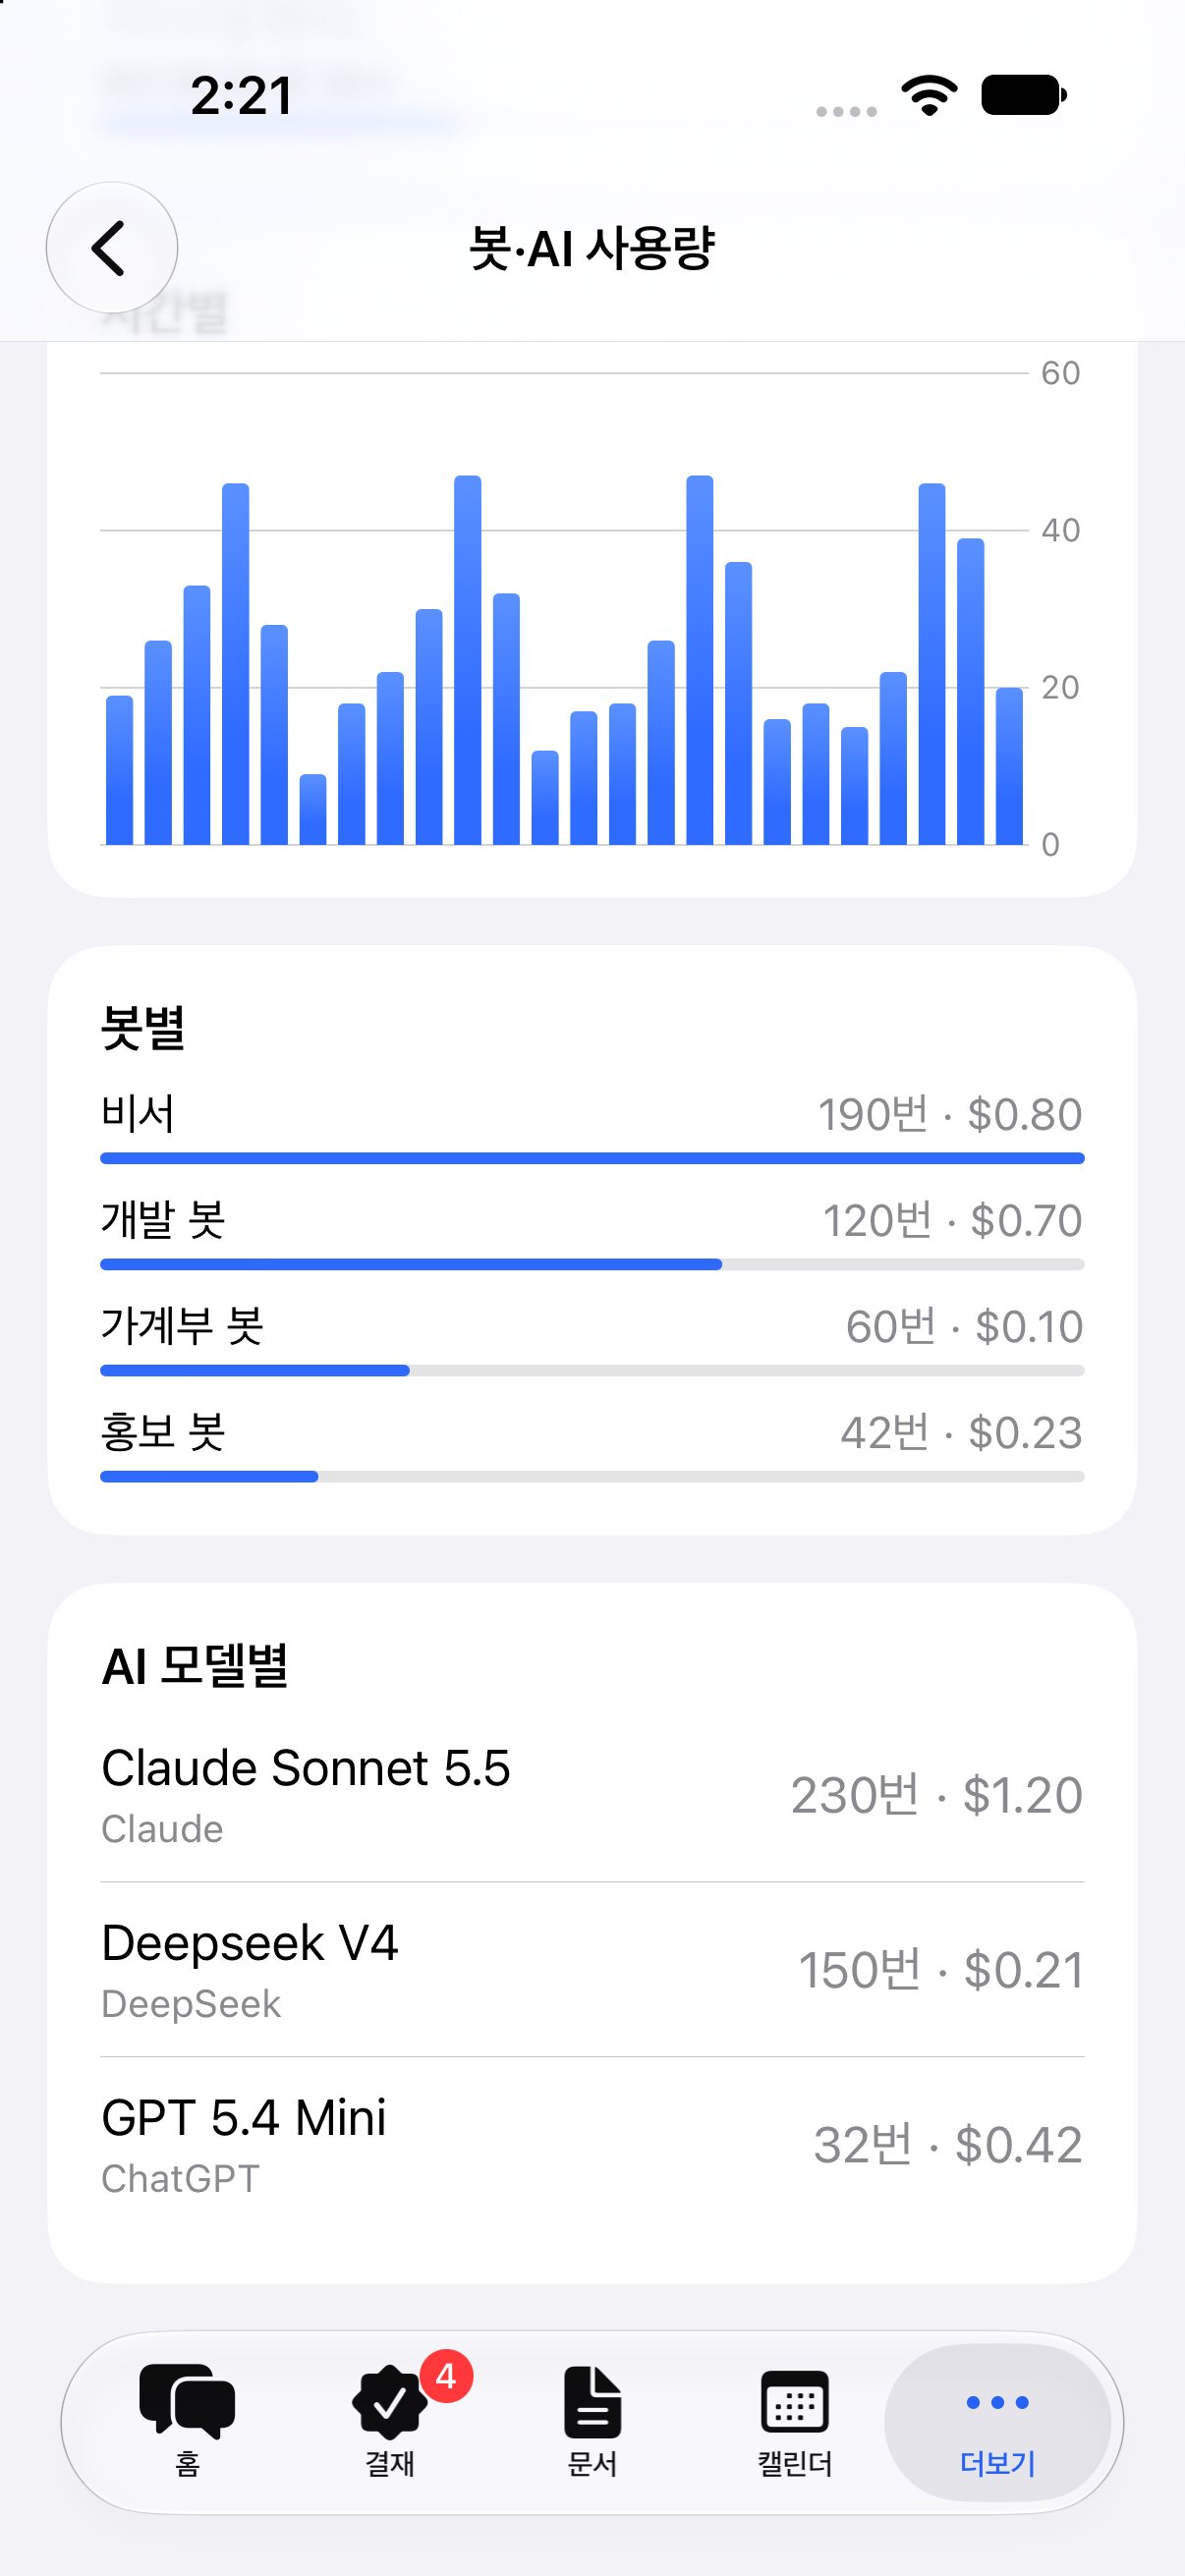 2:21
봇·AI 사용량
시간별
60
40
20
0
봇별
비서
190번 · $0.80
개발 봇
120번 · $0.70
가계부 봇
60번 · $0.10
홍보 봇
42번 · $0.23
AI 모델별
Claude Sonnet 5.5
Claude
230번 · $1.20
Deepseek V4
DeepSeek
150번 · $0.21
GPT 5.4 Mini
ChatGPT
32번 · $0.42
4
홈
결재
문서
캘린더
더보기